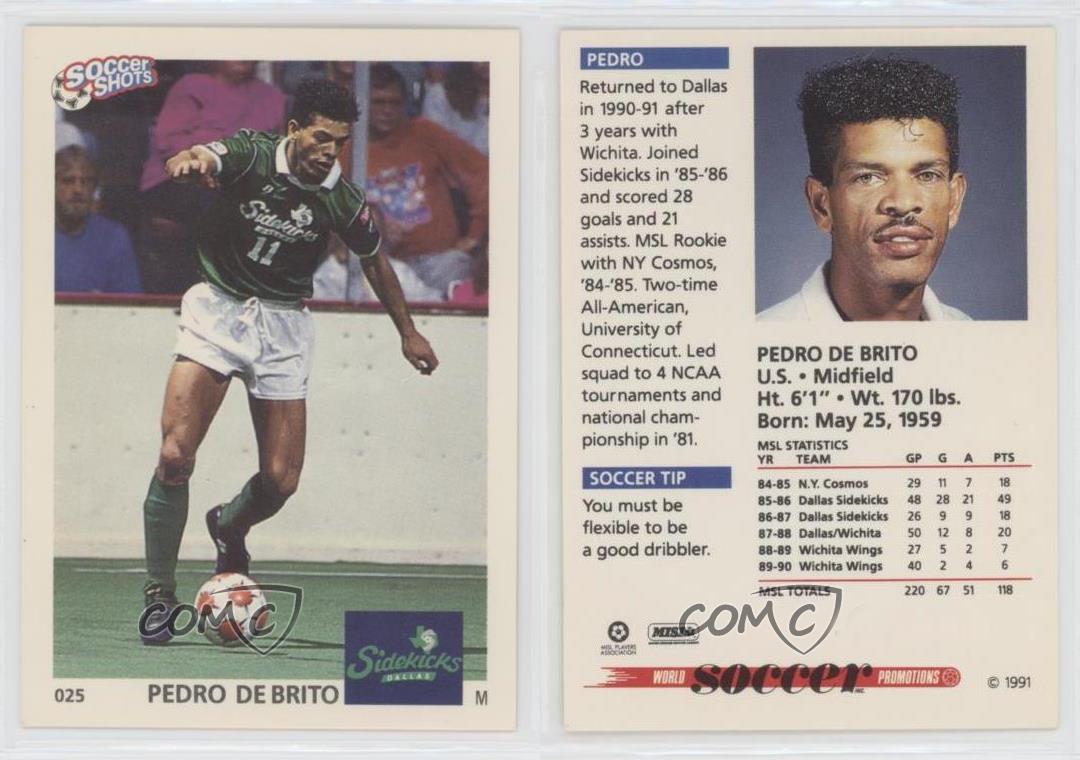 SOCCER
SHOTS
Sidekicks
11
Sidekicks
DALLAS
025 PEDRO DE BRITO M
COMC
PEDRO
Returned to Dallas
in 1990-91 after
3 years with
Wichita. Joined
Sidekicks in '85-'86
and scored 28
goals and 21
assists. MSL Rookie
with NY Cosmos,
'84-'85. Two-time
All-American,
University of
Connecticut. Led
squad to 4 NCAA
tournaments and
national cham-
pionship in '81.
SOCCER TIP
You must be
flexible to be
a good dribbler.
PEDRO DE BRITO
U.S. • Midfield
Ht. 6'1" • Wt. 170 lbs.
Born: May 25, 1959
MSL STATISTICS
YR TEAM GP G A PTS
84-85 N.Y. Cosmos 29 11 7 18
85-86 Dallas Sidekicks 48 28 21 49
86-87 Dallas Sidekicks 26 9 9 18
87-88 Dallas/Wichita 50 12 8 20
88-89 Wichita Wings 27 5 2 7
89-90 Wichita Wings 40 2 4 6
MSL TOTALS 220 67 51 118
COMC
MISL PLAYERS
ASSOCIATION
WORLD soccer INC. PROMOTIONS
© 1991